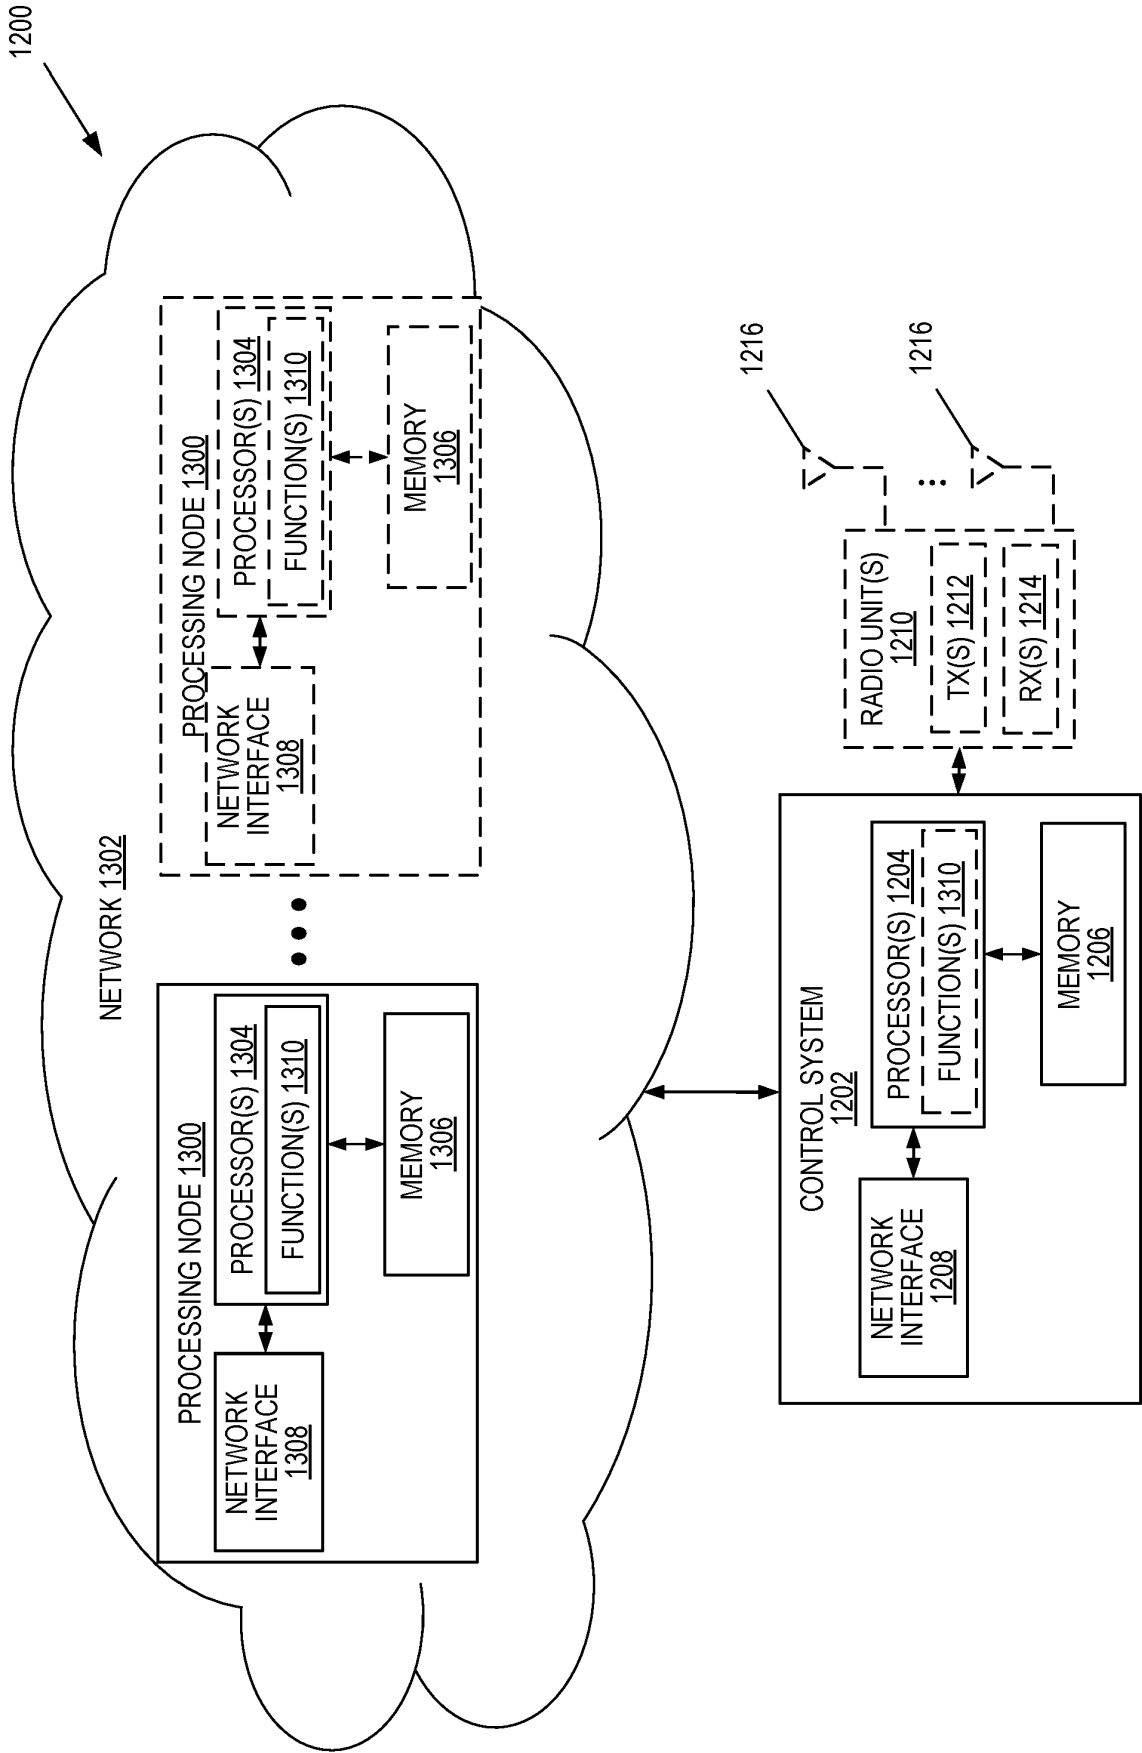 1200
NETWORK 1302
PROCESSING NODE 1300
NETWORK
INTERFACE
1308
PROCESSOR(S) 1304
FUNCTION(S) 1310
MEMORY
1306
PROCESSING NODE 1300
NETWORK
INTERFACE
1308
PROCESSOR(S) 1304
FUNCTION(S) 1310
MEMORY
1306
CONTROL SYSTEM
1202
NETWORK
INTERFACE
1208
PROCESSOR(S) 1204
FUNCTION(S) 1310
MEMORY
1206
RADIO UNIT(S)
1210
TX(S) 1212
RX(S) 1214
1216
1216